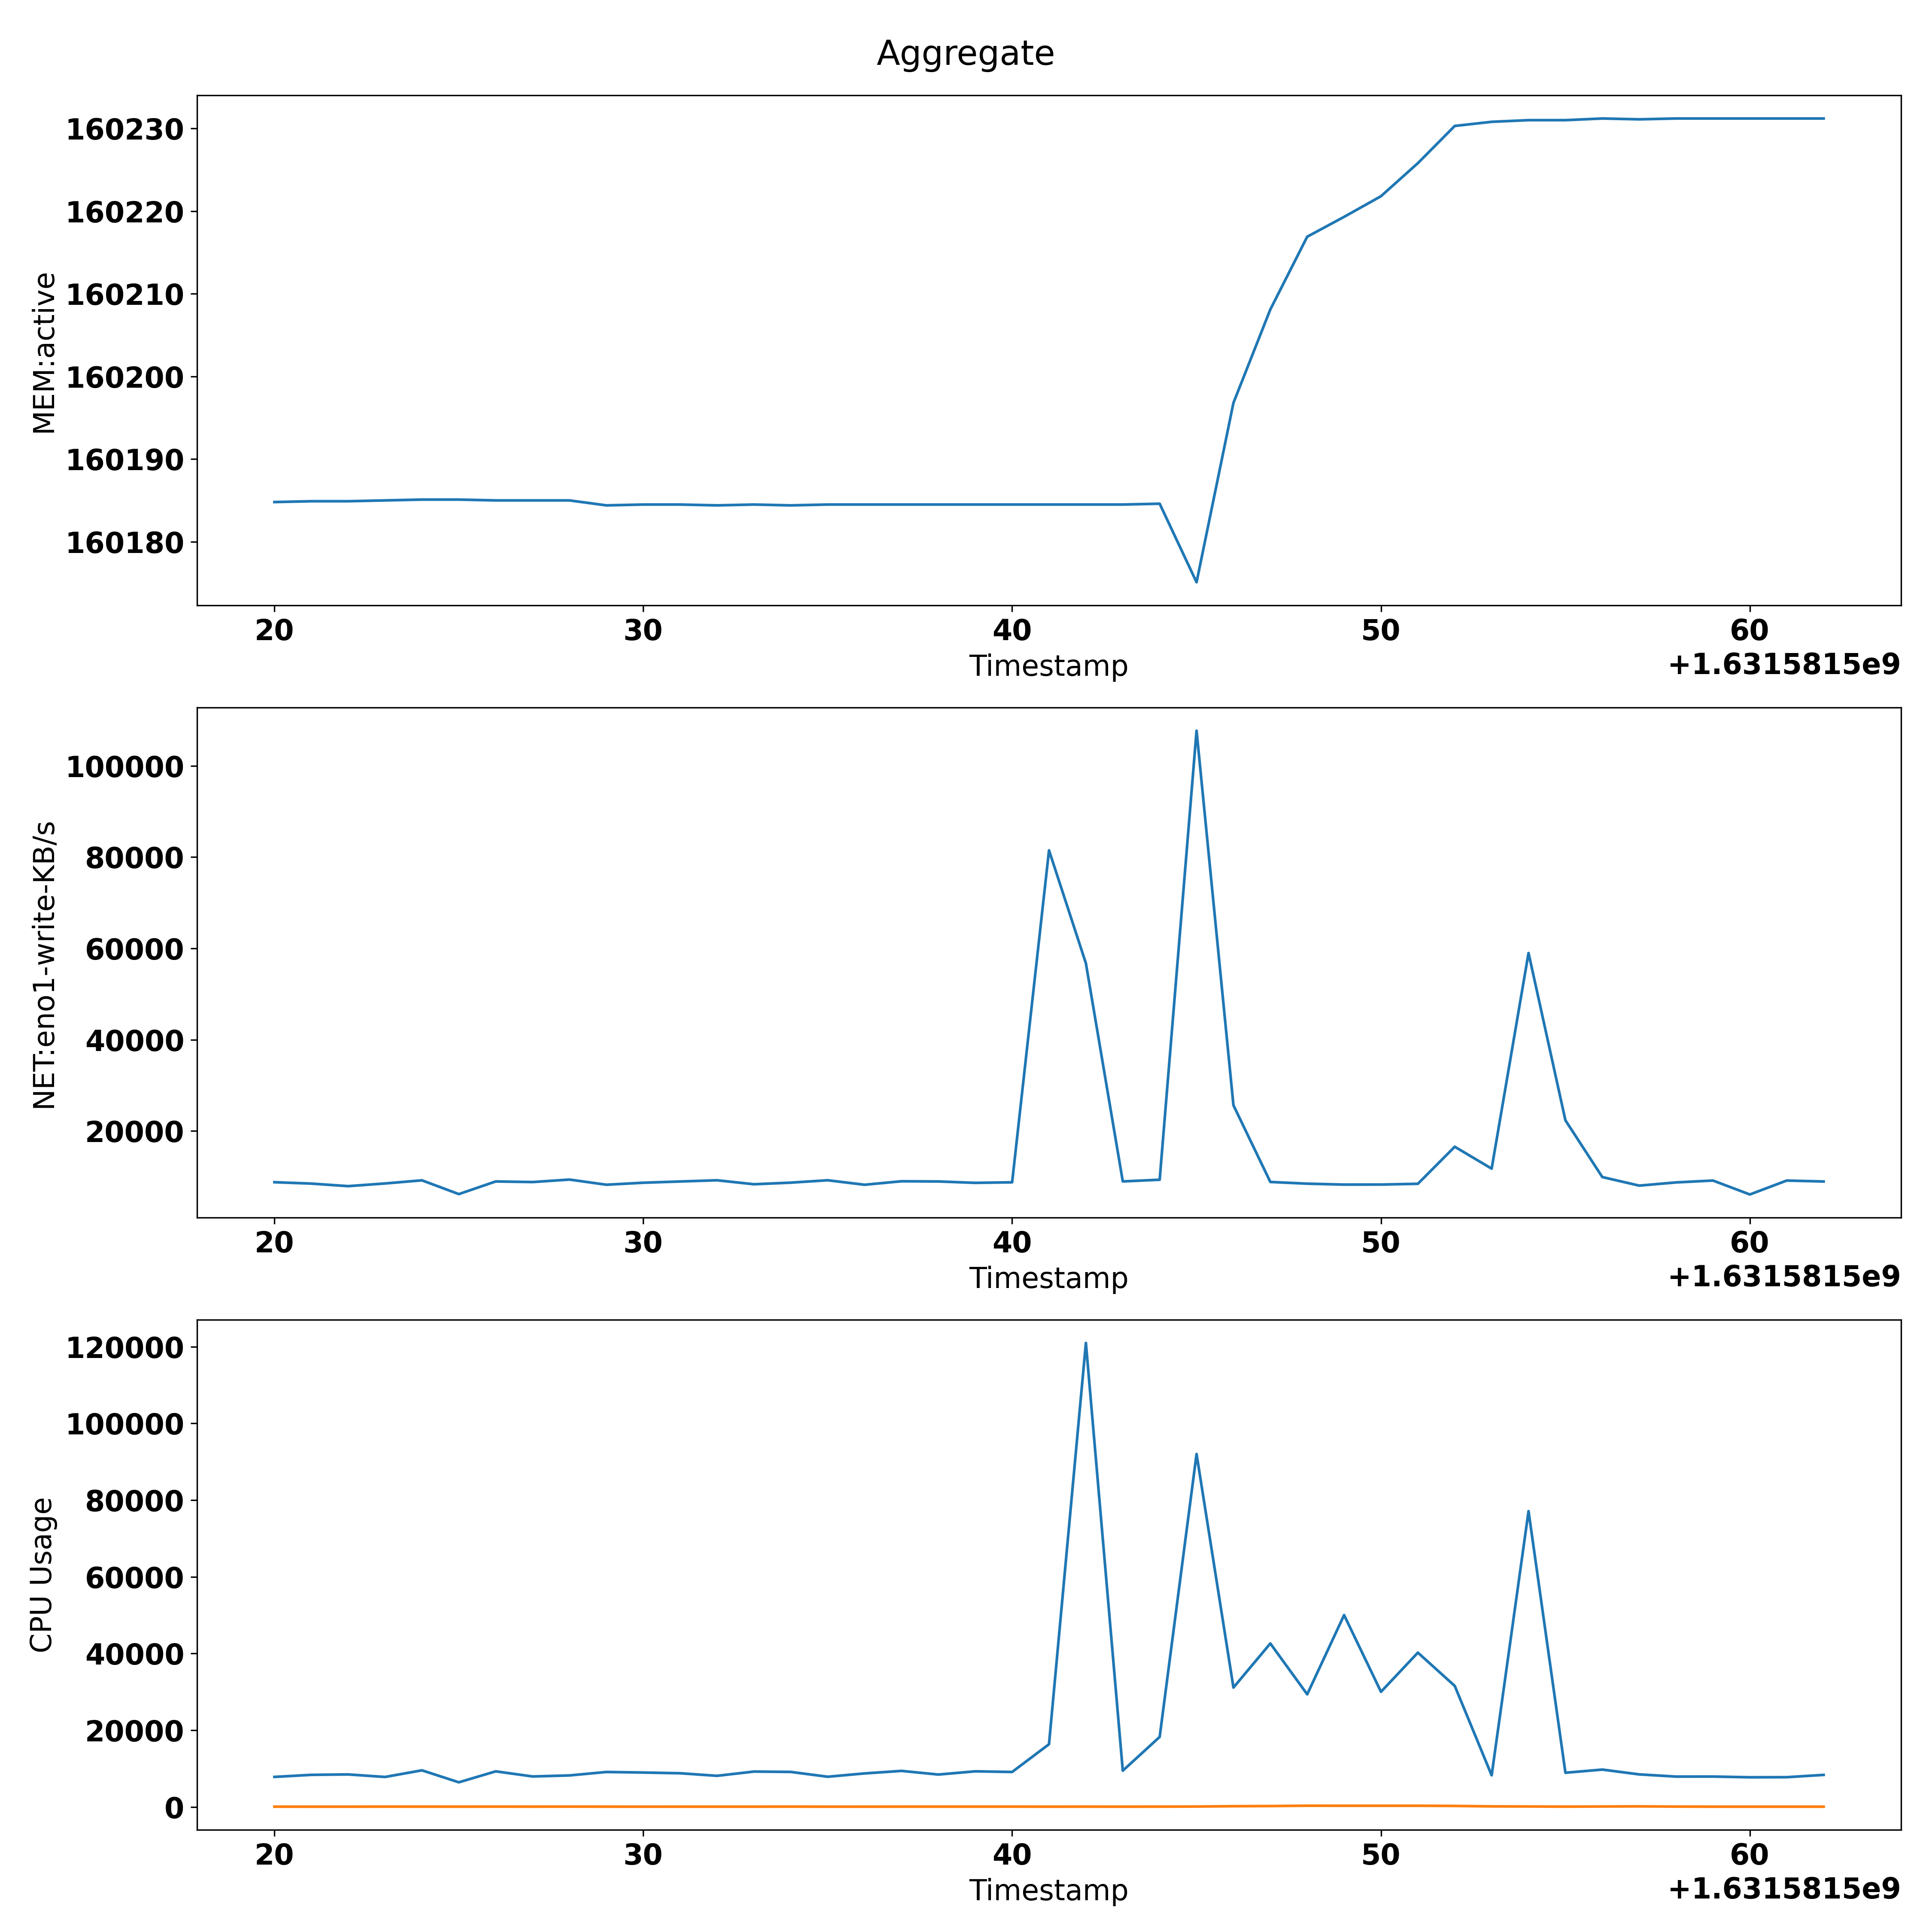 Aggregate
160230
160220
160210
160200
160190
160180
MEM:active
20 30 40 50 60
Timestamp
+1.6315815e9
100000
80000
60000
40000
20000
NET:eno1-write-KB/s
20 30 40 50 60
Timestamp
+1.6315815e9
120000
100000
80000
60000
40000
20000
0
CPU Usage
20 30 40 50 60
Timestamp
+1.6315815e9